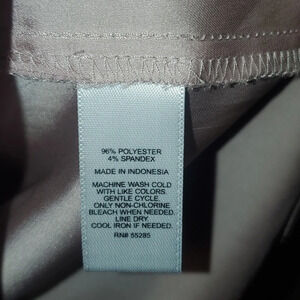 96% POLYESTER
4% SPANDEX
MADE IN INDONESIA
MACHINE WASH COLD
WITH LIKE COLORS.
GENTLE CYCLE.
ONLY NON-CHLORINE
BLEACH WHEN NEEDED.
LINE DRY.
COOL IRON IF NEEDED.
RN# 55285